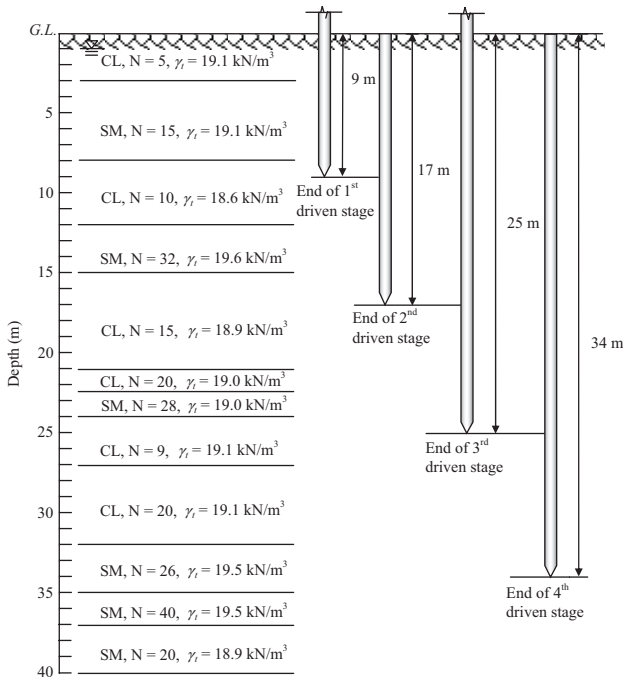 G.L.
CL, N = 5, γt = 19.1 kN/m³
9 m
5
SM, N = 15, γt = 19.1 kN/m³
17 m
10
CL, N = 10, γt = 18.6 kN/m³
End of 1st
driven stage
25 m
SM, N = 32, γt = 19.6 kN/m³
15
CL, N = 15, γt = 18.9 kN/m³
End of 2nd
driven stage
34 m
Depth (m)
20
CL, N = 20, γt = 19.0 kN/m³
SM, N = 28, γt = 19.0 kN/m³
25
CL, N = 9, γt = 19.1 kN/m³
End of 3rd
driven stage
30
CL, N = 20, γt = 19.1 kN/m³
SM, N = 26, γt = 19.5 kN/m³
35
End of 4th
driven stage
SM, N = 40, γt = 19.5 kN/m³
SM, N = 20, γt = 18.9 kN/m³
40